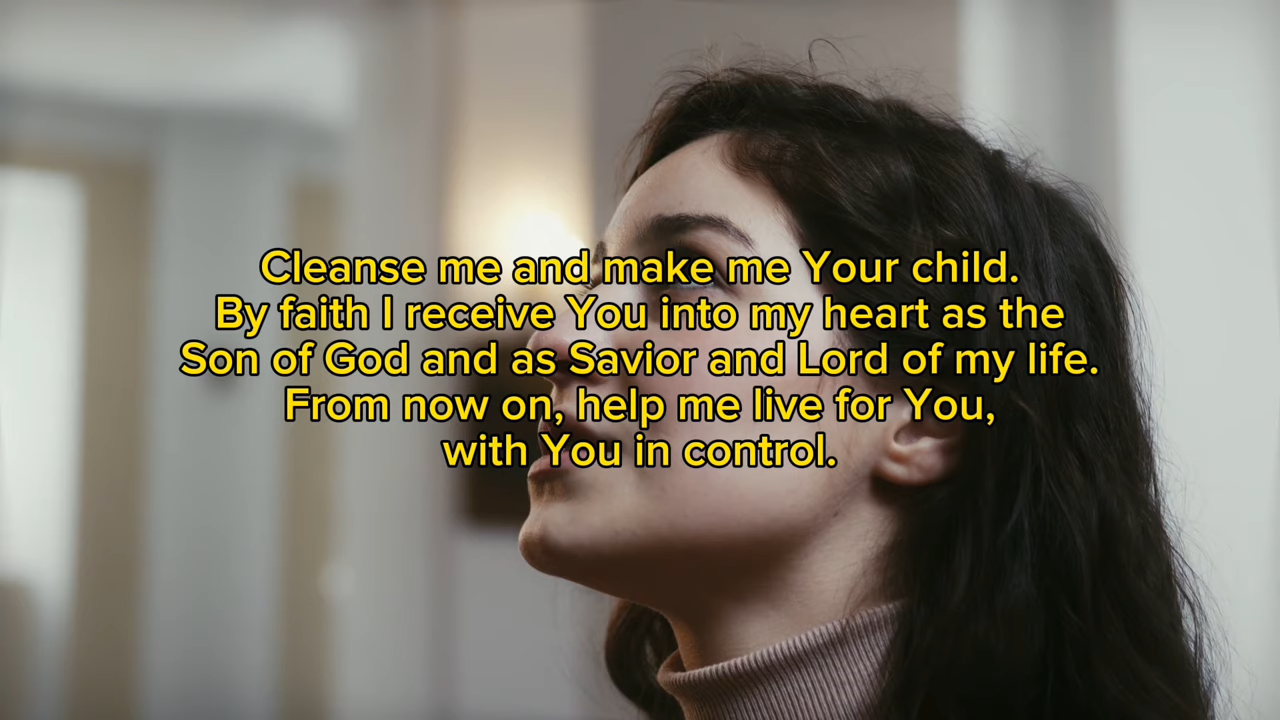 Cleanse me and make me Your child.
By faith I receive You into my heart as the
Son of God and as Savior and Lord of my life.
From now on, help me live for You,
with You in control.